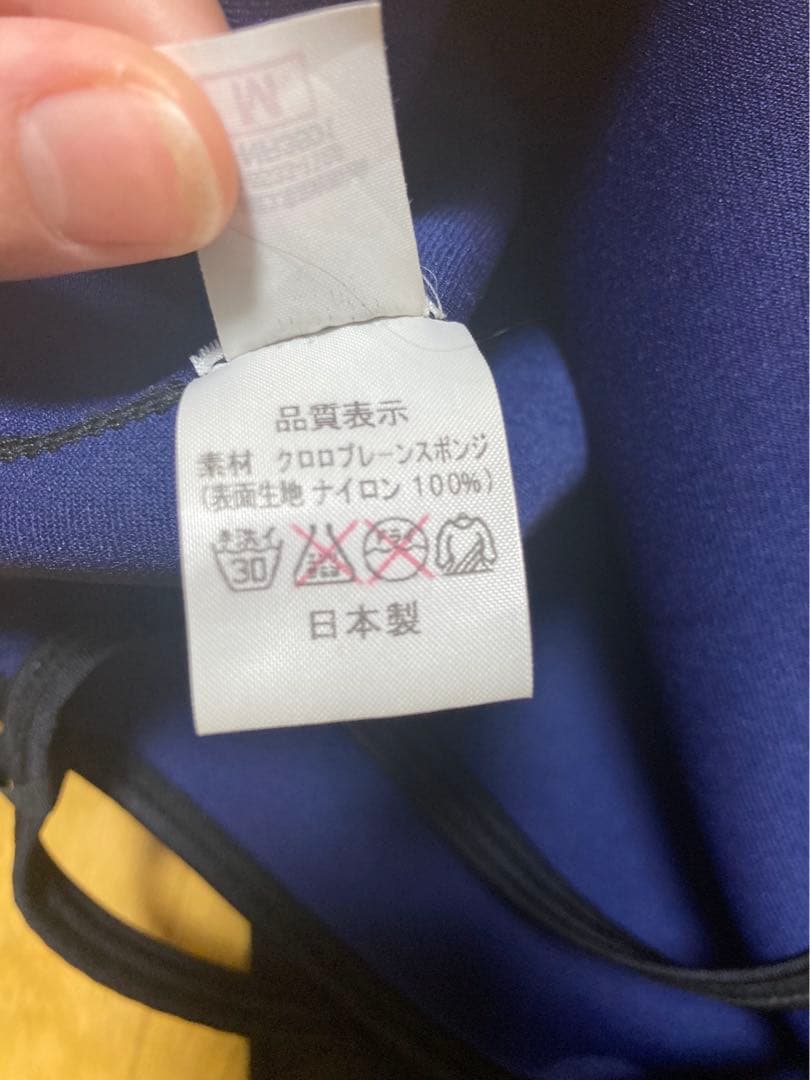 M
品質表示
素材 クロロプレーンスポンジ
(表面生地 ナイロン 100%)
30
日本製